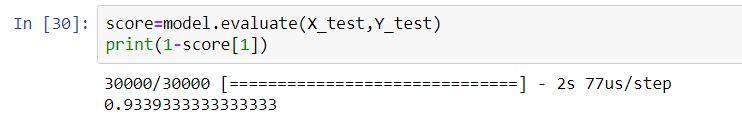 In [30]: score=model.evaluate(X_test,Y_test)
print(1-score[1])
30000/30000 [==============================] - 2s 77us/step
0.9339333333333333